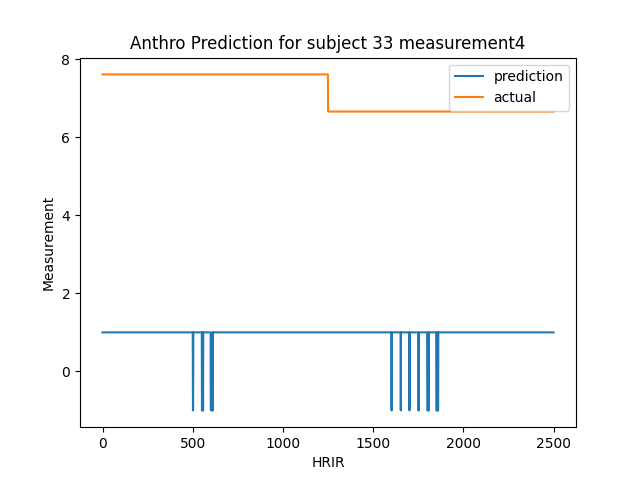 Anthro Prediction for subject 33 measurement4
prediction
actual
Measurement
8
6
4
2
0
0 500 1000 1500 2000 2500
HRIR